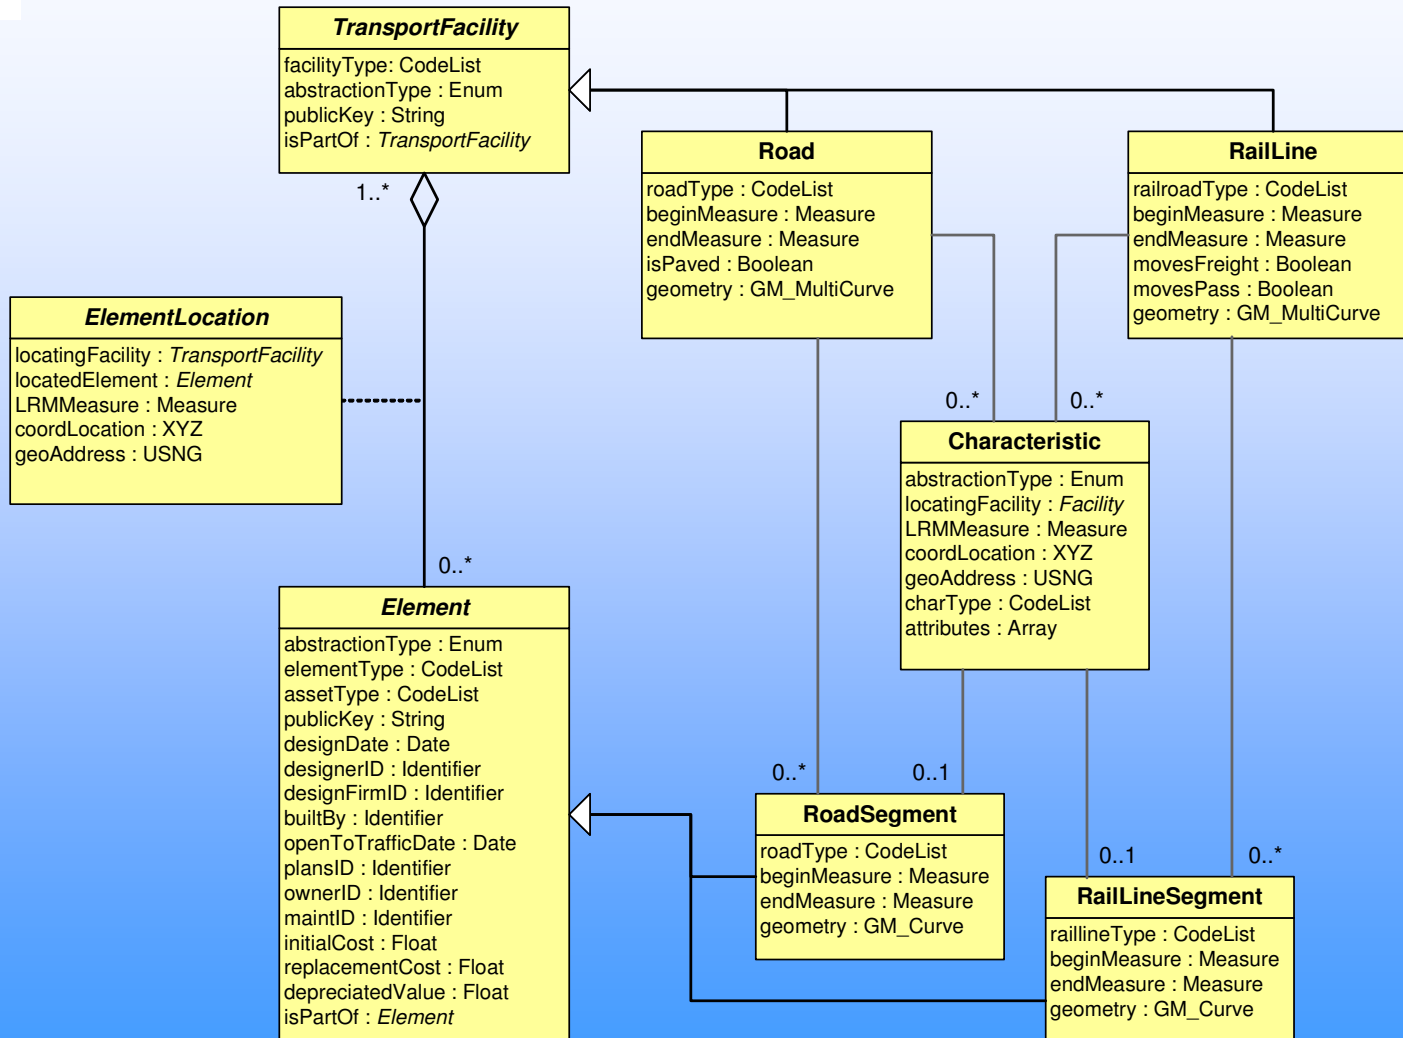 TransportFacility
facilityType: CodeList
abstractionType : Enum
publicKey : String
isPartOf : TransportFacility
1..*
Road
roadType : CodeList
beginMeasure : Measure
endMeasure : Measure
isPaved : Boolean
geometry : GM_MultiCurve
RailLine
railroadType : CodeList
beginMeasure : Measure
endMeasure : Measure
movesFreight : Boolean
movesPass : Boolean
geometry : GM_MultiCurve
ElementLocation
locatingFacility : TransportFacility
locatedElement : Element
LRMMeasure : Measure
coordLocation : XYZ
geoAddress : USNG
0..*
0..*
Characteristic
abstractionType : Enum
locatingFacility : Facility
LRMMeasure : Measure
coordLocation : XYZ
geoAddress : USNG
charType : CodeList
attributes : Array
0..*
Element
abstractionType : Enum
elementType : CodeList
assetType : CodeList
publicKey : String
designDate : Date
designerID : Identifier
designFirmID : Identifier
builtBy : Identifier
openToTrafficDate : Date
plansID : Identifier
ownerID : Identifier
maintID : Identifier
initialCost : Float
replacementCost : Float
depreciatedValue : Float
isPartOf : Element
0..*
0..1
RoadSegment
roadType : CodeList
beginMeasure : Measure
endMeasure : Measure
geometry : GM_Curve
0..1
0..*
RailLineSegment
raillineType : CodeList
beginMeasure : Measure
endMeasure : Measure
geometry : GM_Curve